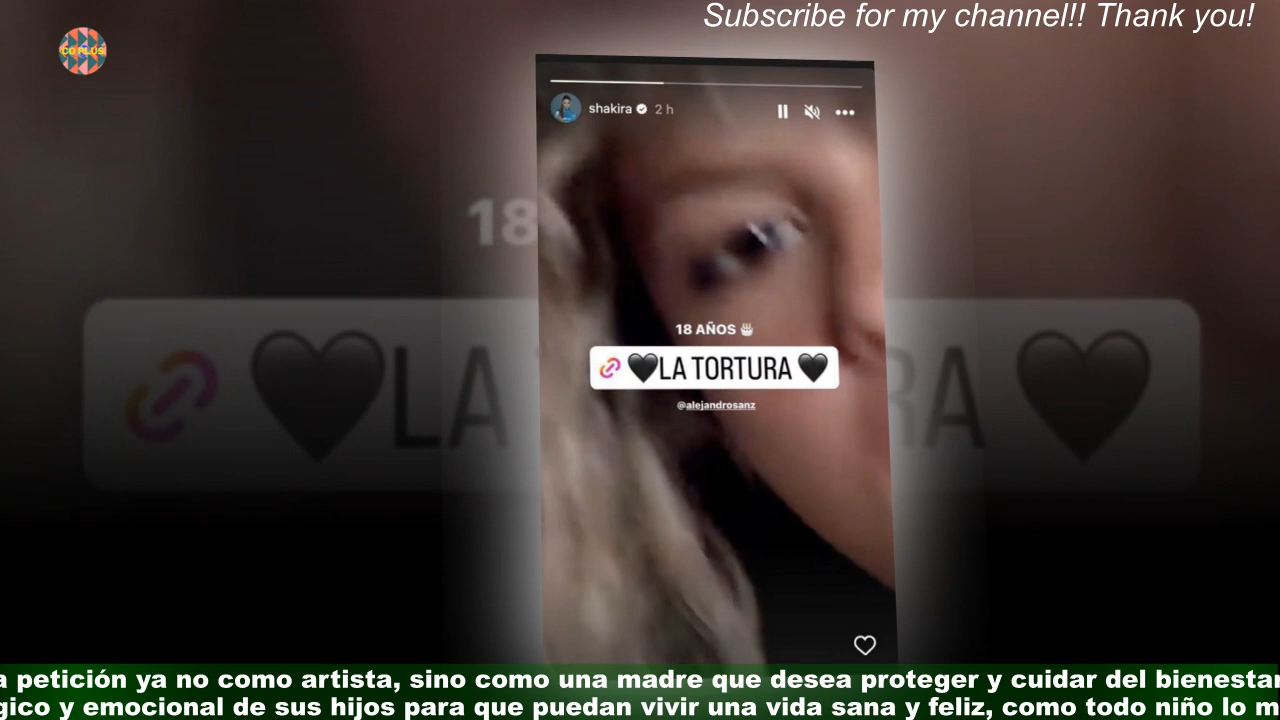 Subscribe for my channel!! Thank you!
CO PLUS
shakira 2 h
18
18 AÑOS
LA TORTURA
@alejandrosanz
a petición ya no como artista, sino como una madre que desea proteger y cuidar del bienestar
gico y emocional de sus hijos para que puedan vivir una vida sana y feliz, como todo niño lo m